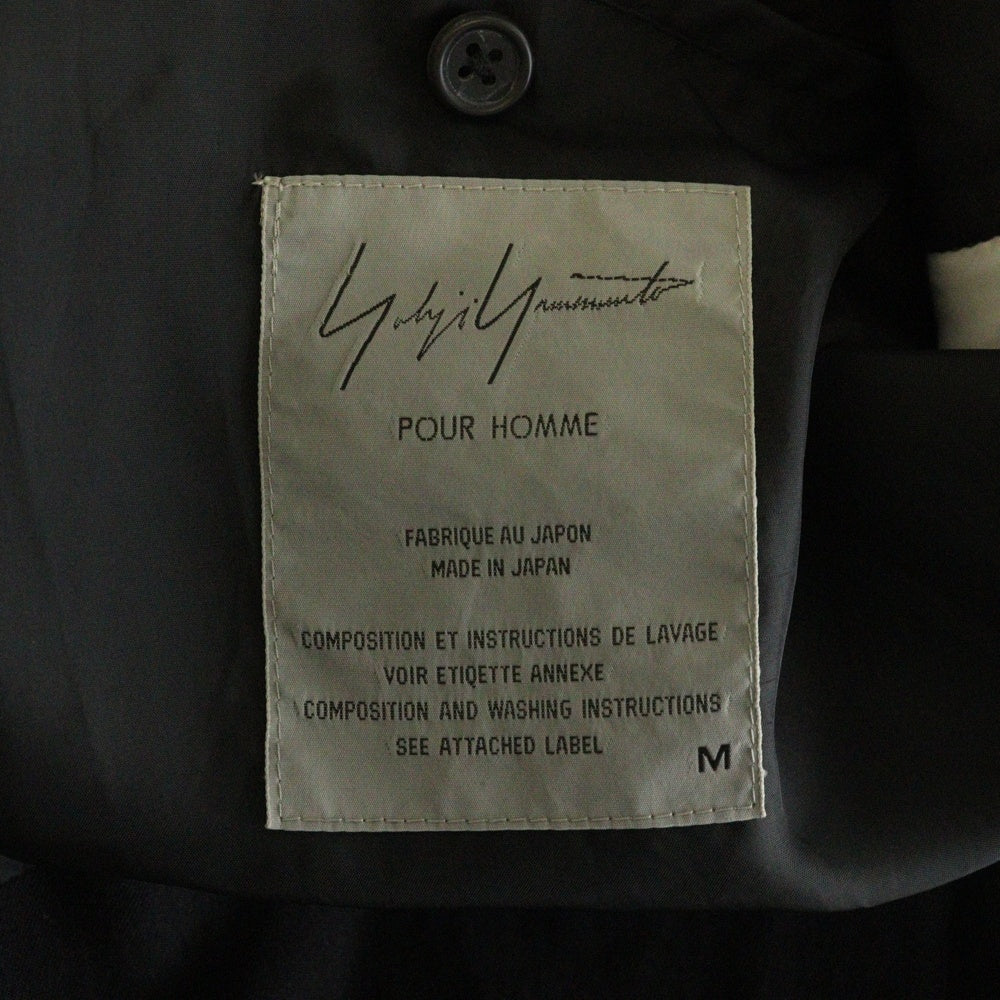 Yohji Yamamoto
POUR HOMME
FABRIQUE AU JAPON
MADE IN JAPAN
COMPOSITION ET INSTRUCTIONS DE LAVAGE
VOIR ETIQETTE ANNEXE
COMPOSITION AND WASHING INSTRUCTIONS
SEE ATTACHED LABEL
M